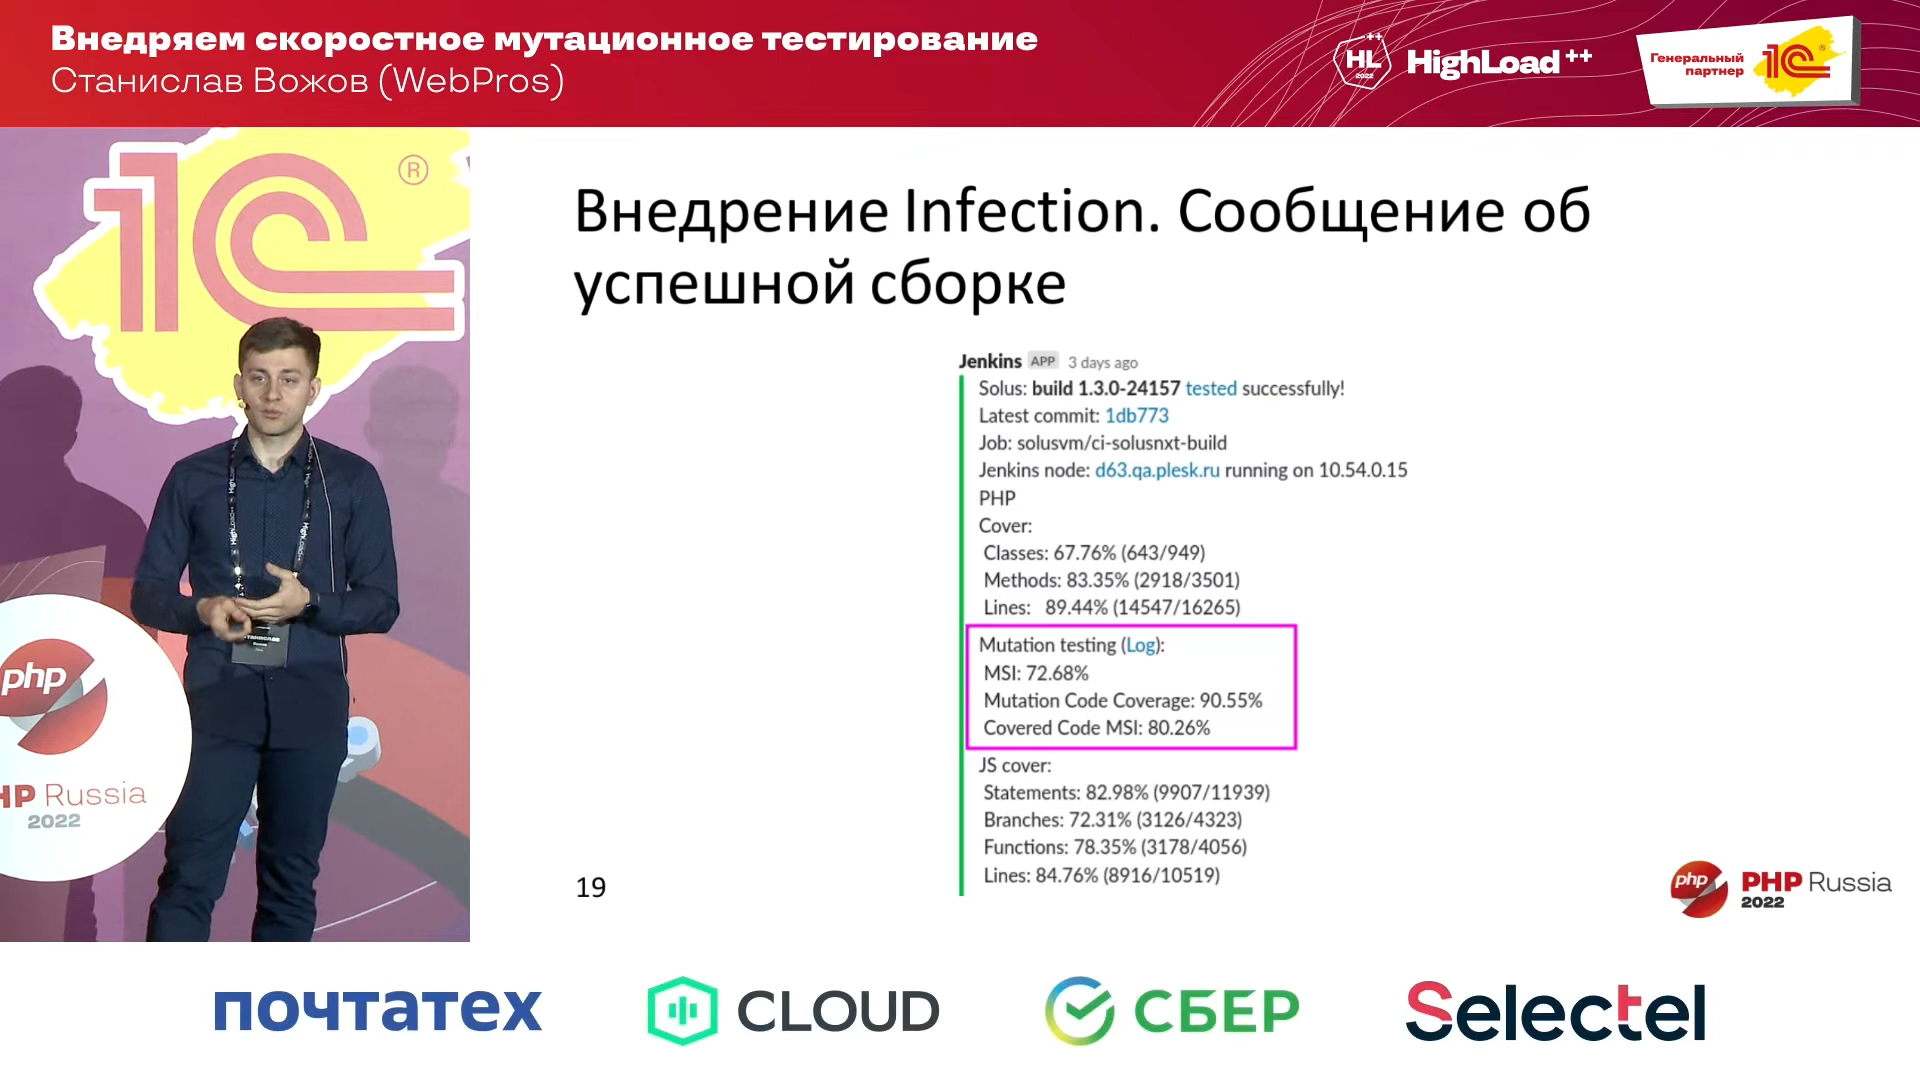 Внедряем скоростное мутационное тестирование
Станислав Вожов (WebPros)
HL++
2022
HighLoad++
Генеральный
партнер
1С®
1С®
Внедрение Infection. Сообщение об
успешной сборке
Jenkins APP 3 days ago
Solus: build 1.3.0-24157 tested successfully!
Latest commit: 1db773
Job: solusvm/ci-solusnxt-build
Jenkins node: d63.qa.plesk.ru running on 10.54.0.15
PHP
Cover:
Classes: 67.76% (643/949)
Methods: 83.35% (2918/3501)
Lines: 89.44% (14547/16265)
Mutation testing (Log):
MSI: 72.68%
Mutation Code Coverage: 90.55%
Covered Code MSI: 80.26%
JS cover:
Statements: 82.98% (9907/11939)
Branches: 72.31% (3126/4323)
Functions: 78.35% (3178/4056)
Lines: 84.76% (8916/10519)
19
php
HP Russia
2022
php
PHP Russia
2022
почтатех
CLOUD
СБЕР
Selectel